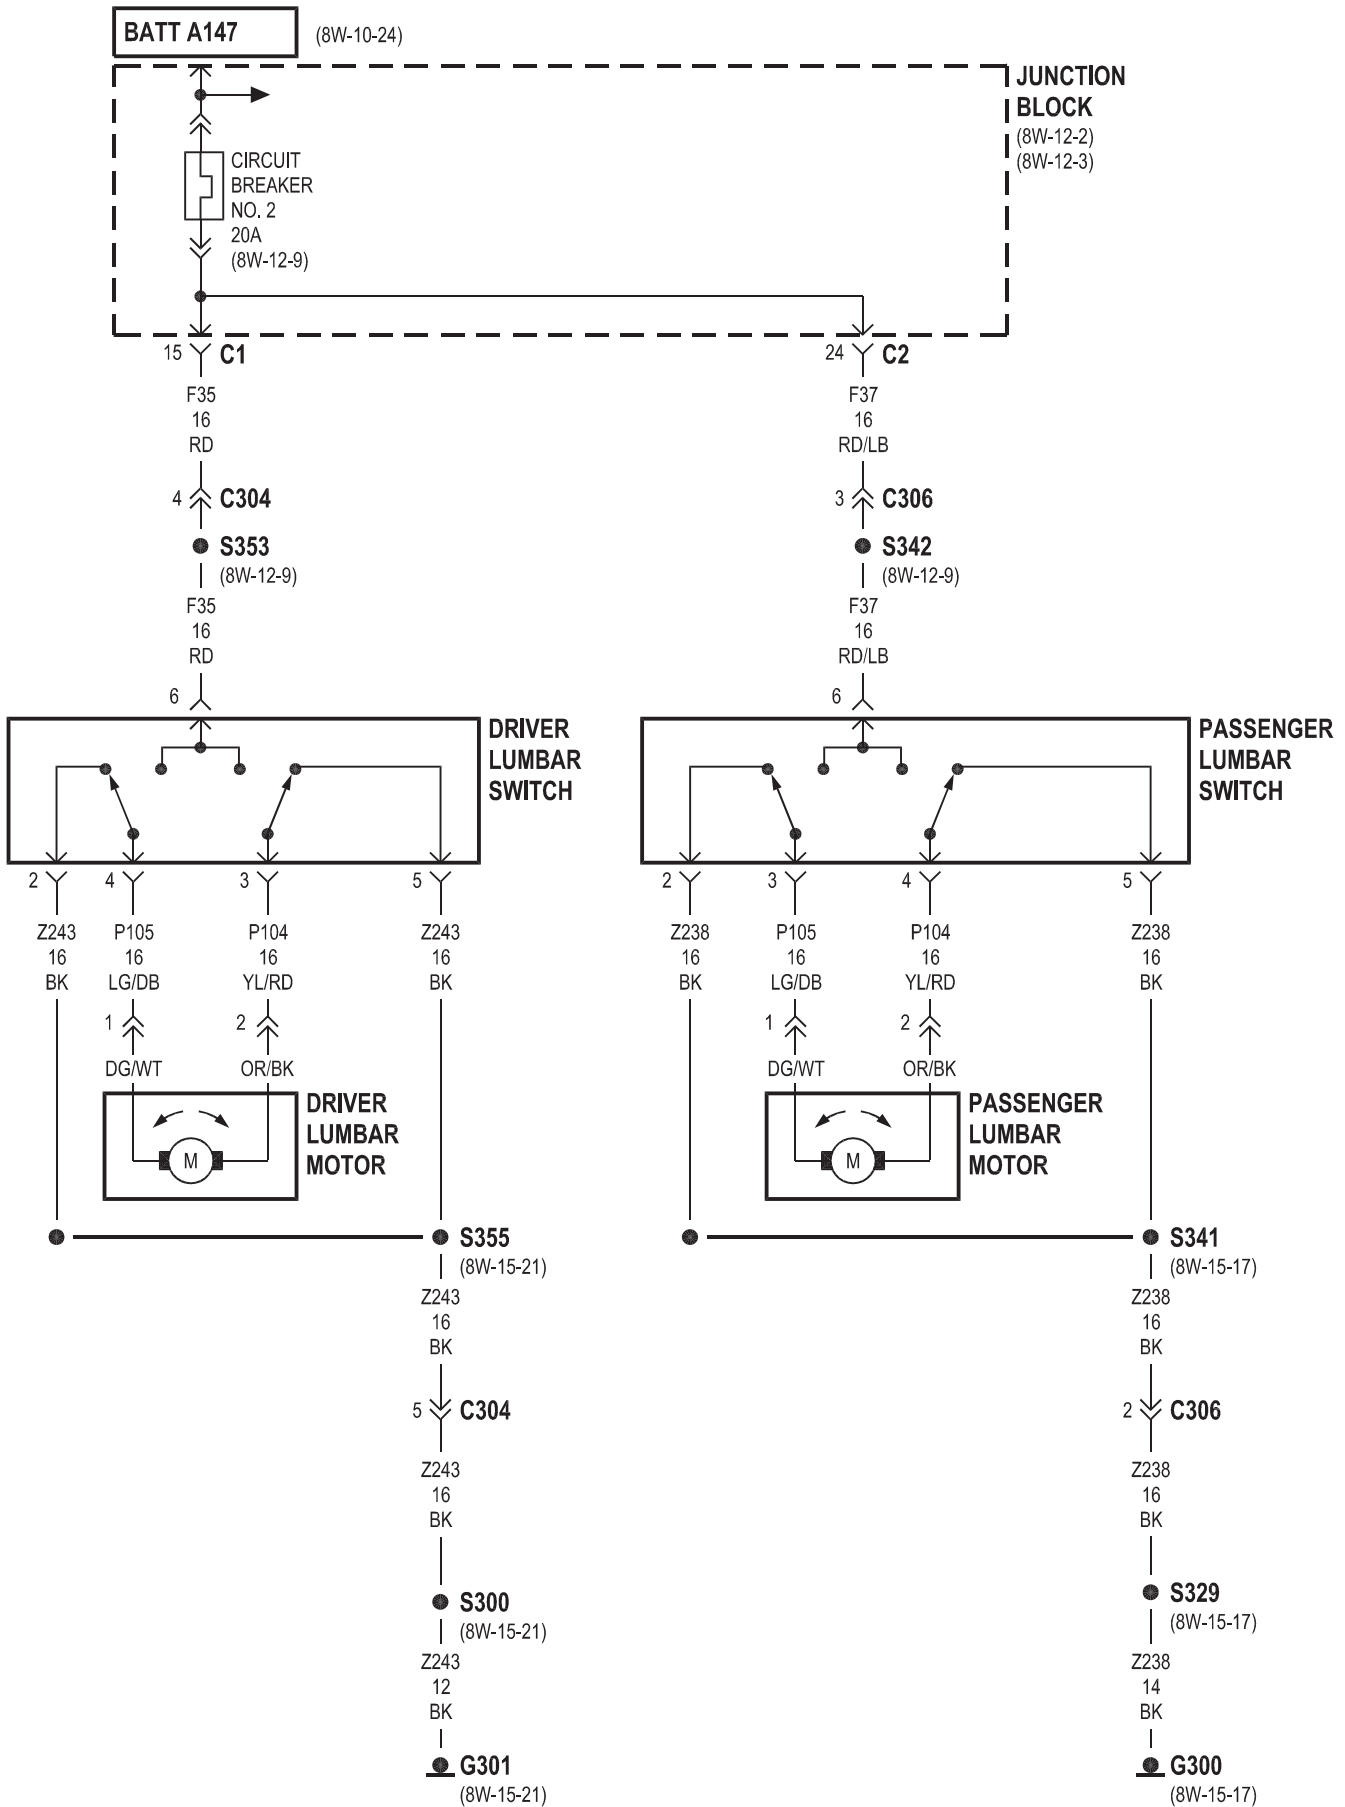 BATT A147
(8W-10-24)
JUNCTION
BLOCK
(8W-12-2)
(8W-12-3)
CIRCUIT
BREAKER
NO. 2
20A
(8W-12-9)
15 C1
24 C2
F35
16
RD
F37
16
RD/LB
4 C304
3 C306
S353
(8W-12-9)
S342
(8W-12-9)
F35
16
RD
F37
16
RD/LB
6
6
DRIVER
LUMBAR
SWITCH
PASSENGER
LUMBAR
SWITCH
2 4 3 5
2 3 4 5
Z243
16
BK
P105
16
LG/DB
P104
16
YL/RD
Z243
16
BK
Z238
16
BK
P105
16
LG/DB
P104
16
YL/RD
Z238
16
BK
1 2
1 2
DG/WT OR/BK
DG/WT OR/BK
DRIVER
LUMBAR
MOTOR
M
PASSENGER
LUMBAR
MOTOR
M
S355
(8W-15-21)
S341
(8W-15-17)
Z243
16
BK
Z238
16
BK
5 C304
2 C306
Z243
16
BK
Z238
16
BK
S300
(8W-15-21)
S329
(8W-15-17)
Z243
12
BK
Z238
14
BK
G301
(8W-15-21)
G300
(8W-15-17)